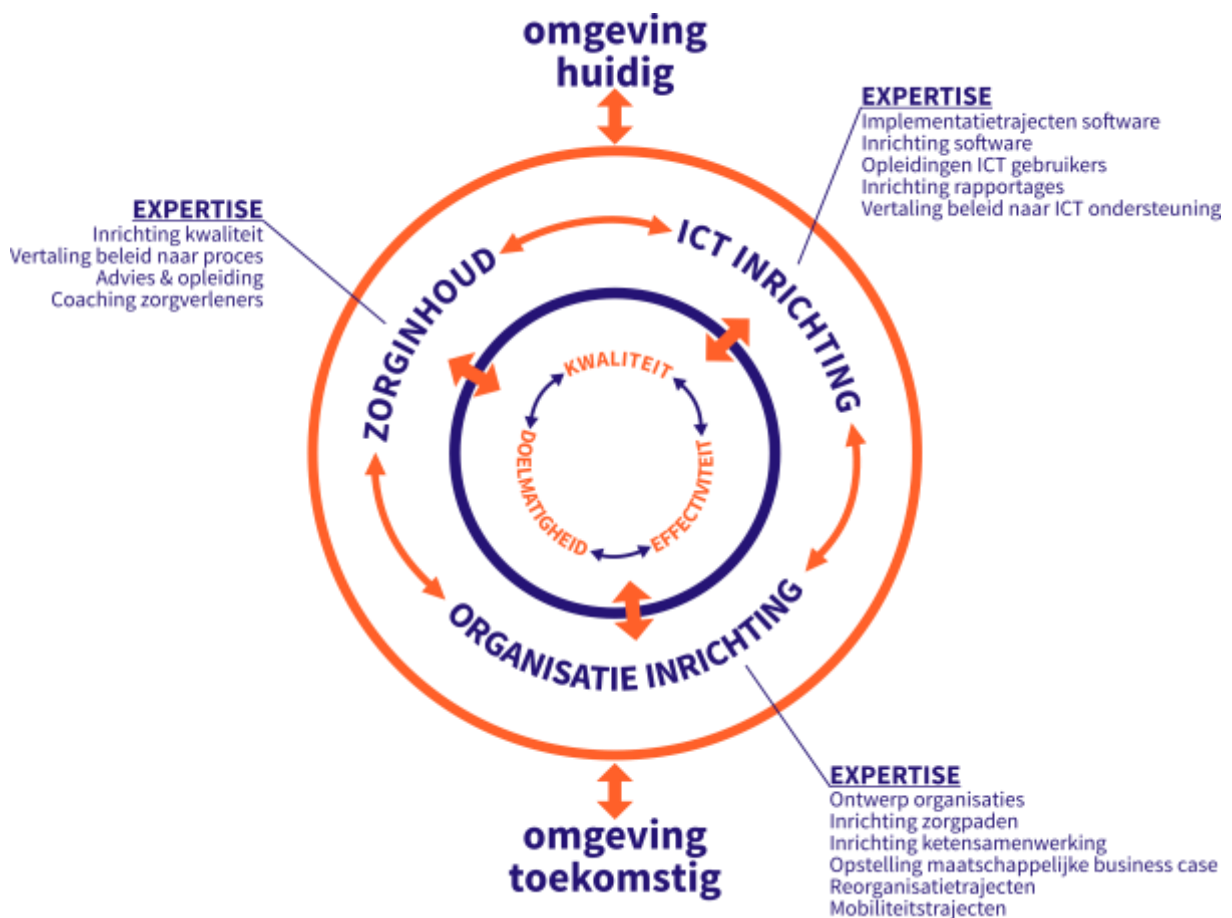 omgeving
huidig
EXPERTISE
Implementatietrajecten software
Inrichting software
Opleidingen ICT gebruikers
Inrichting rapportages
Vertaling beleid naar ICT ondersteuning
EXPERTISE
Inrichting kwaliteit
Vertaling beleid naar proces
Advies & opleiding
Coaching zorgverleners
ZORGINHOUD
ICT INRICHTING
KWALITEIT
DOELMATIGHEID
EFFECTIVITEIT
ORGANISATIE INRICHTING
EXPERTISE
Ontwerp organisaties
Inrichting zorgpaden
Inrichting ketensamenwerking
Opstelling maatschappelijke business case
Reorganisatietrajecten
Mobiliteitstrajecten
omgeving
toekomstig